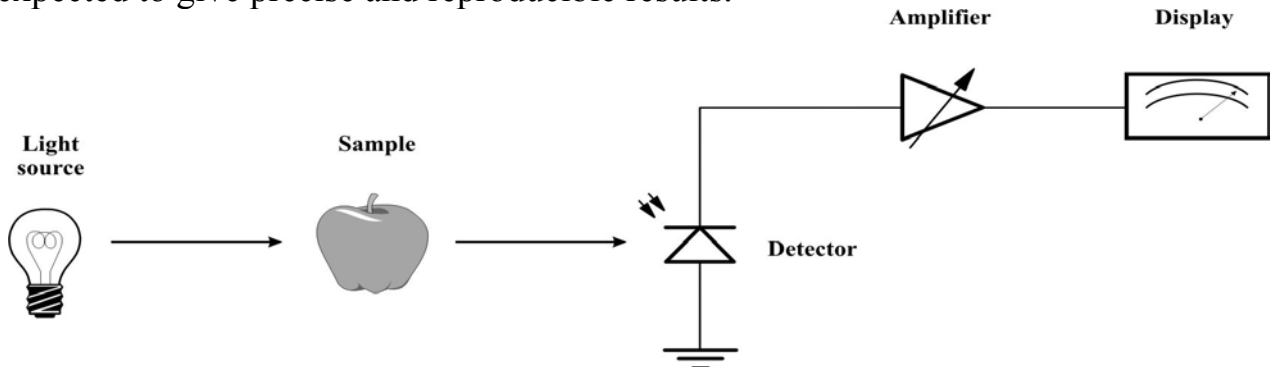 expected to give precise and reproducible results.
Amplifier
Display
Light
source
Sample
Detector